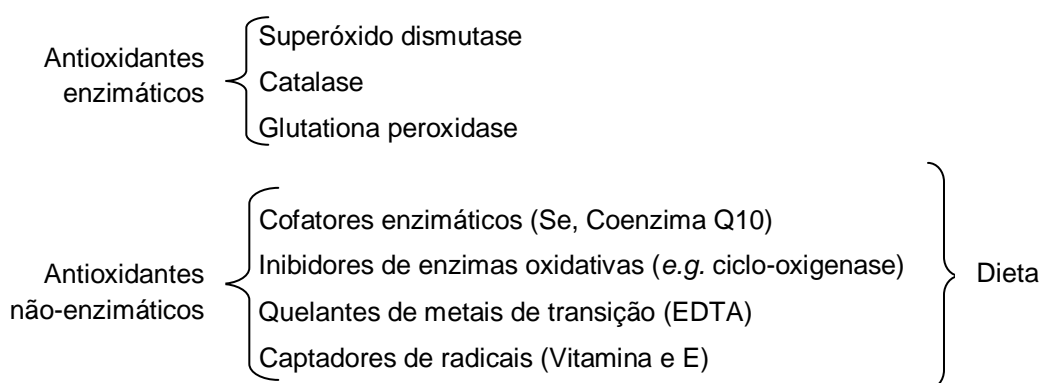 Antioxidantes
enzimáticos
Superóxido dismutase
Catalase
Glutationa peroxidase
Antioxidantes
não-enzimáticos
Cofatores enzimáticos (Se, Coenzima Q10)
Inibidores de enzimas oxidativas (e.g. ciclo-oxigenase)
Quelantes de metais de transição (EDTA)
Captadores de radicais (Vitamina e E)
Dieta